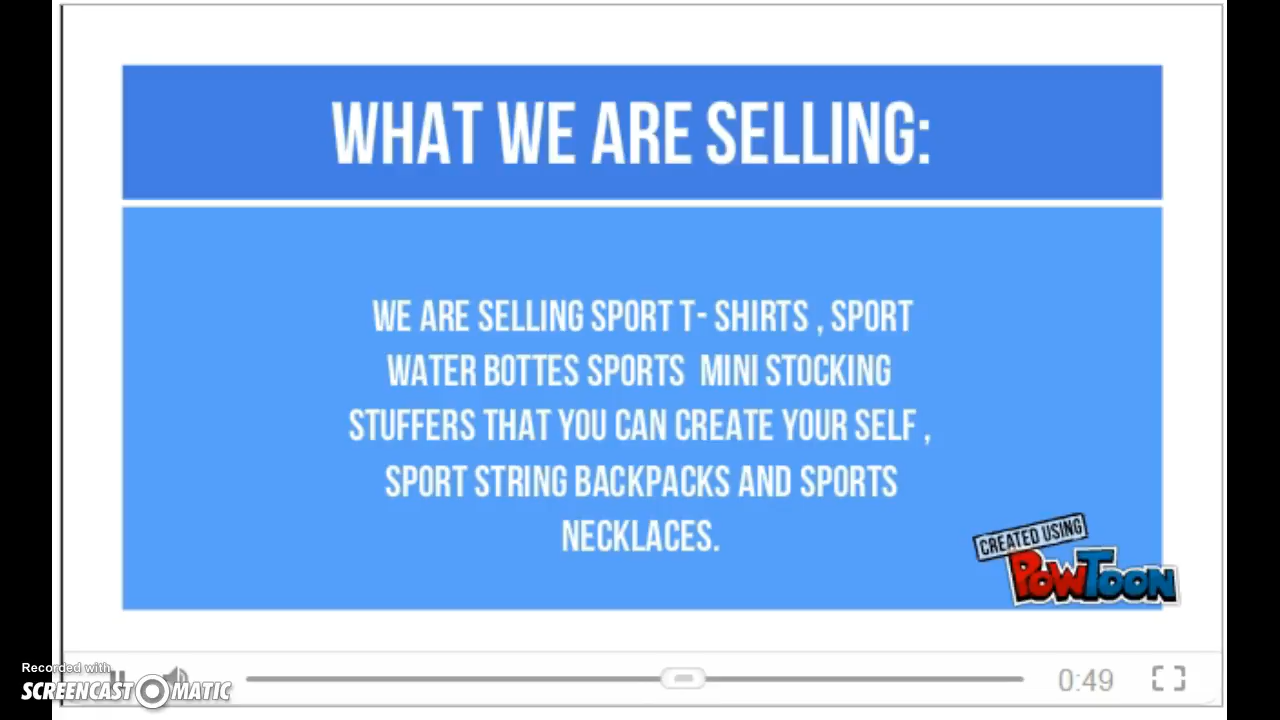 WHAT WE ARE SELLING:
WE ARE SELLING SPORT T- SHIRTS , SPORT
WATER BOTTES SPORTS  MINI STOCKING
STUFFERS THAT YOU CAN CREATE YOUR SELF ,
SPORT STRING BACKPACKS AND SPORTS
NECKLACES.
CREATED USING
POWTOON
Recorded with
SCREENCAST-O-MATIC
0:49